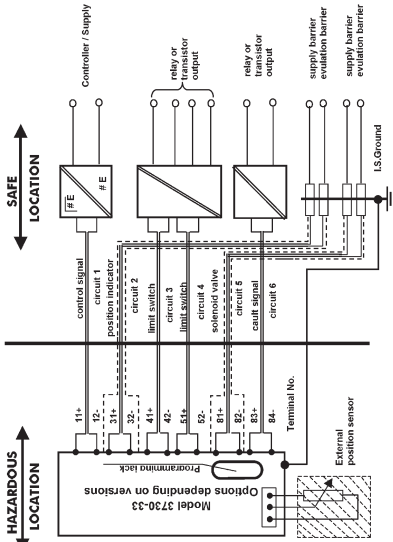 Controller / Supply
relay or
transistor
output
relay or
transistor
output
supply barrier
evulation barrier
supply barrier
evulation barrier
SAFE
LOCATION
#E
#E
I.S.Ground
control signal
circuit 1
position indicator
circuit 2
limit switch
circuit 3
limit switch
circuit 4
solenoid valve
circuit 5
cault signal
circuit 6
11+
12-
31+
32-
41+
42-
51+
52-
81+
82-
83+
84-
Terminal No.
HAZARDOUS
LOCATION
Model 3730-33
Options depending on versions
Programming jack
External
position sensor